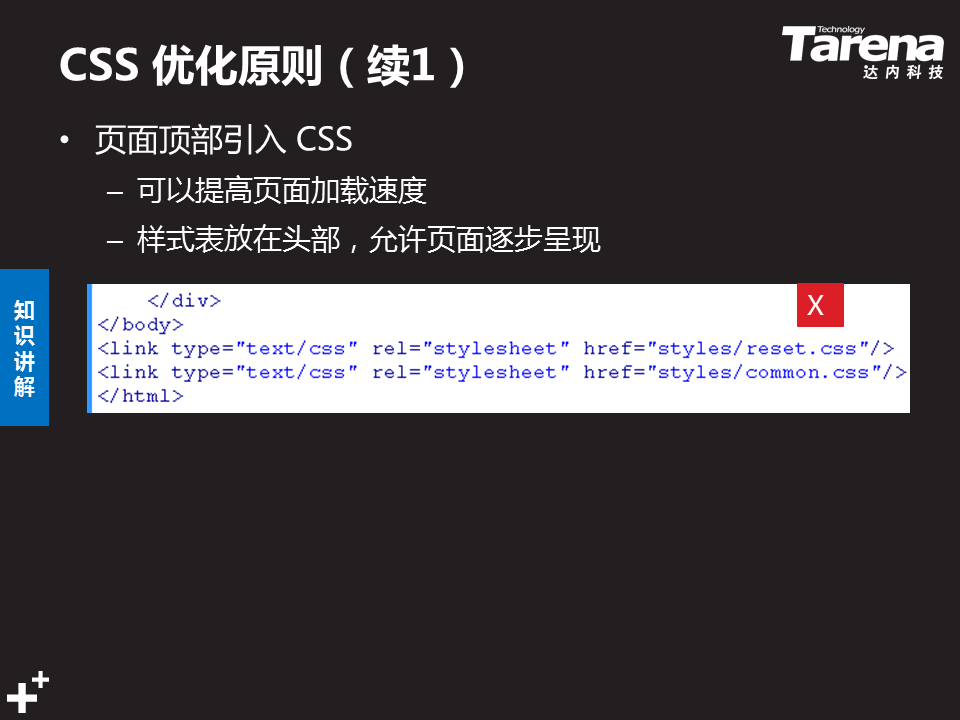 CSS 优化原则（续1）
Technology
Tarena
达内科技
• 页面顶部引入 CSS
– 可以提高页面加载速度
– 样式表放在头部，允许页面逐步呈现
知识讲解
</div>
X
</body>
<link type="text/css" rel="stylesheet" href="styles/reset.css"/>
<link type="text/css" rel="stylesheet" href="styles/common.css"/>
</html>